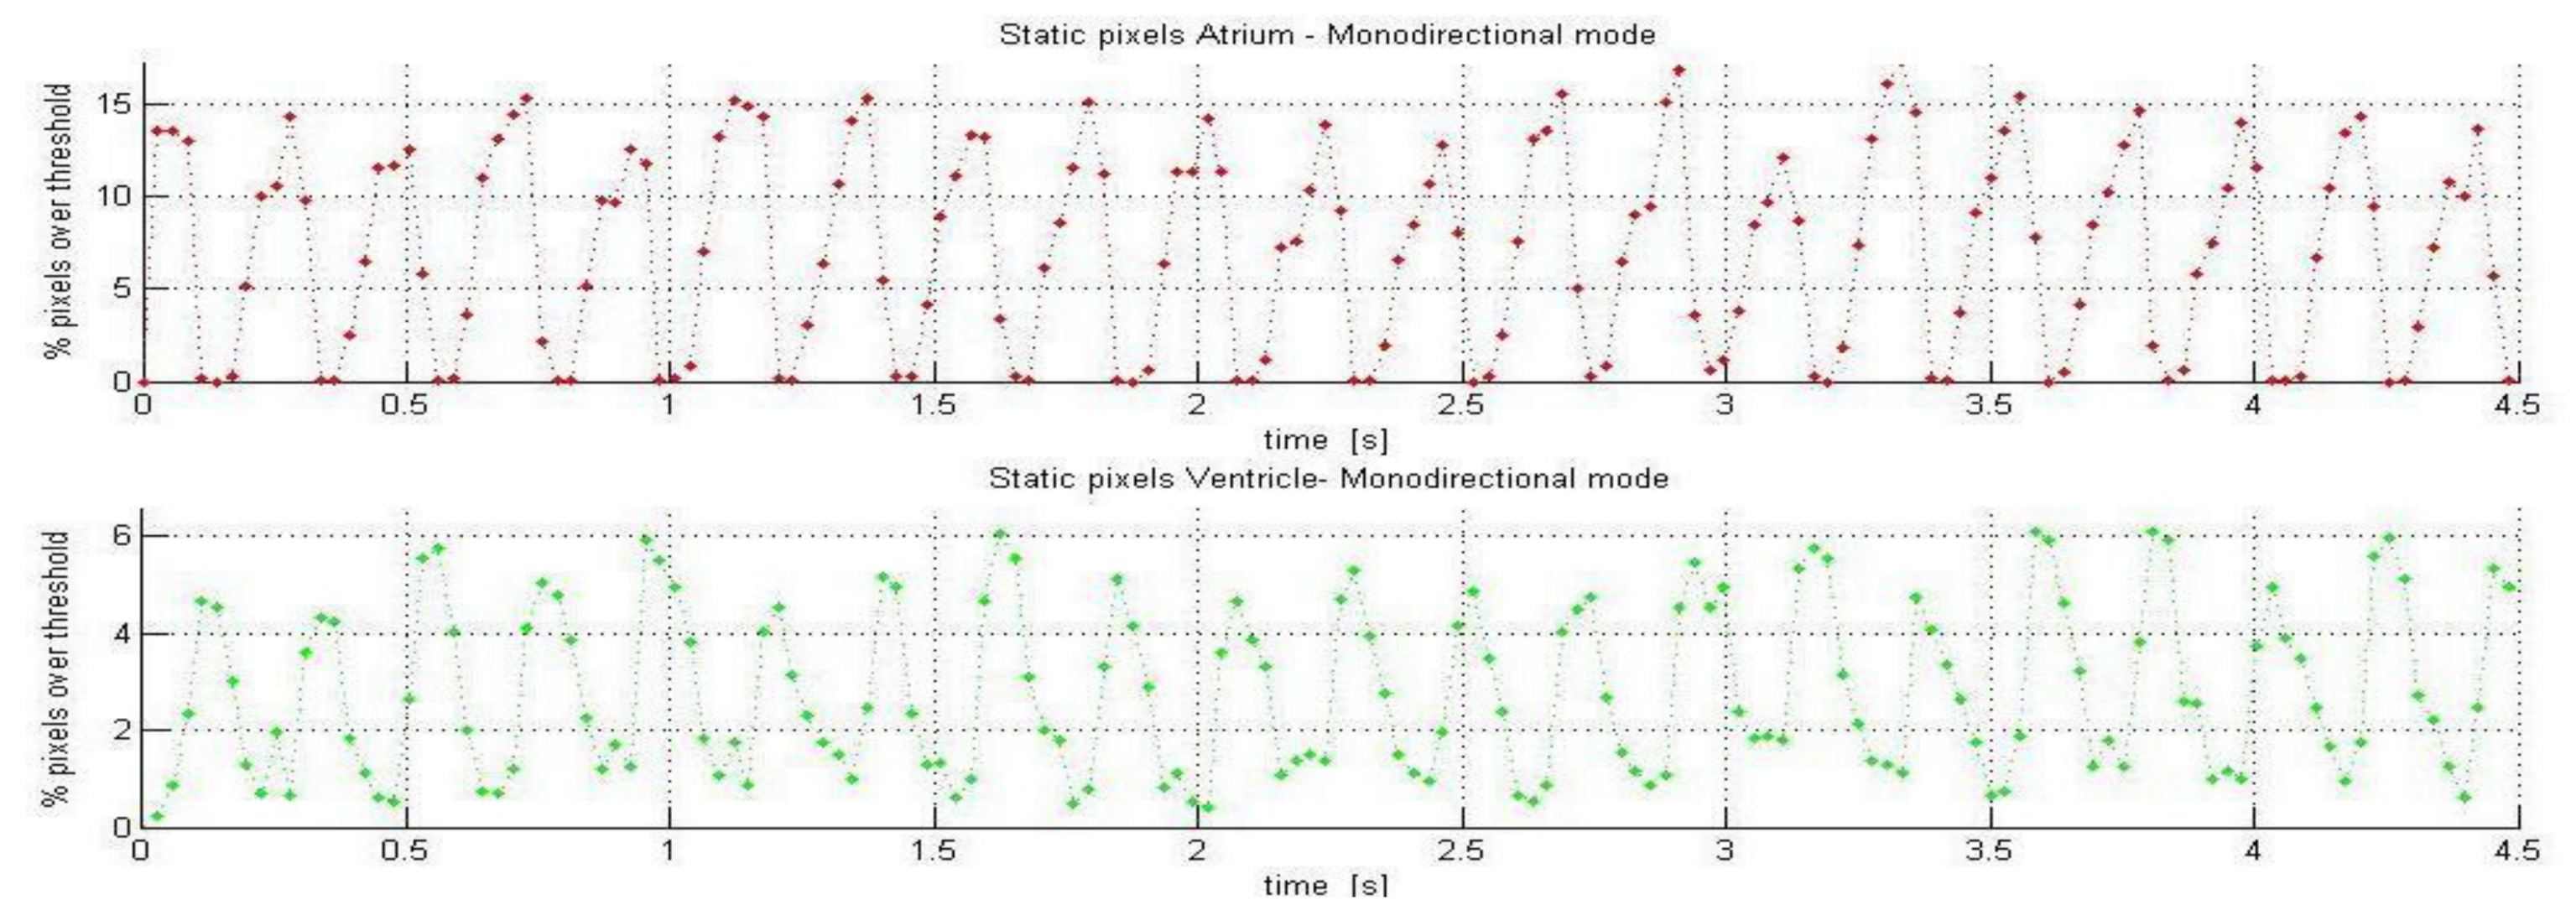 Static pixels Atrium - Monodirectional mode
% pixels over threshold
15
10
5
0
0 0.5 1 1.5 2 2.5 3 3.5 4 4.5
time [s]
Static pixels Ventricle- Monodirectional mode
% pixels over threshold
6
4
2
0
0 0.5 1 1.5 2 2.5 3 3.5 4 4.5
time [s]